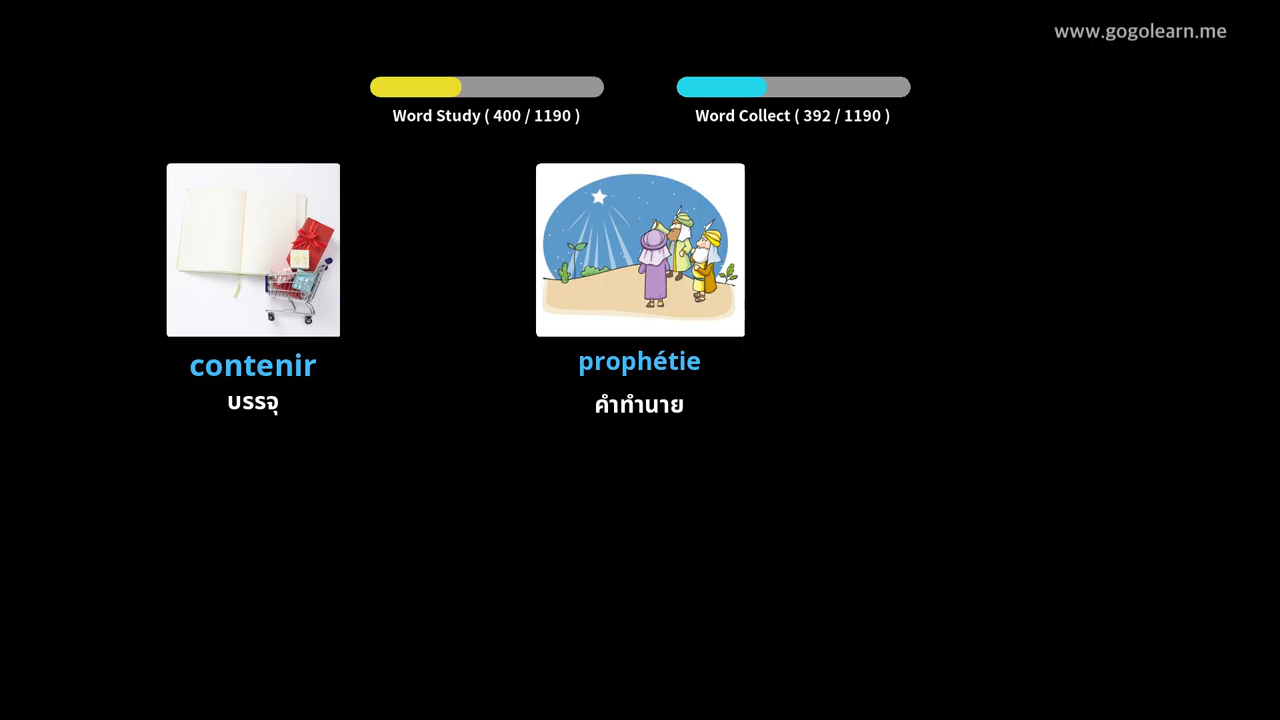 www.gogolearn.me
Word Study ( 400 / 1190 )
Word Collect ( 392 / 1190 )
contenir
บรรจุ
prophétie
คำทำนาย